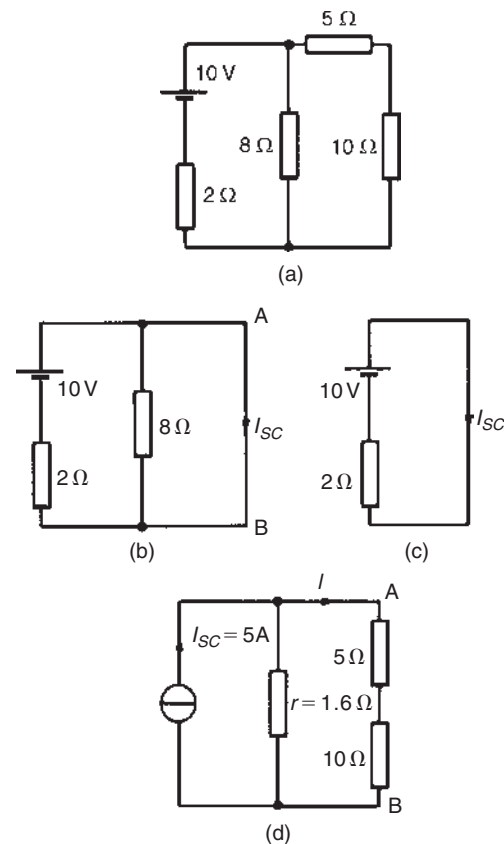 5 Ω
10 V
8 Ω
10 Ω
2 Ω
(a)
A
10 V
8 Ω
I_SC
2 Ω
B
(b)
10 V
I_SC
2 Ω
(c)
I
A
I_SC = 5A
5 Ω
r = 1.6 Ω
10 Ω
B
(d)